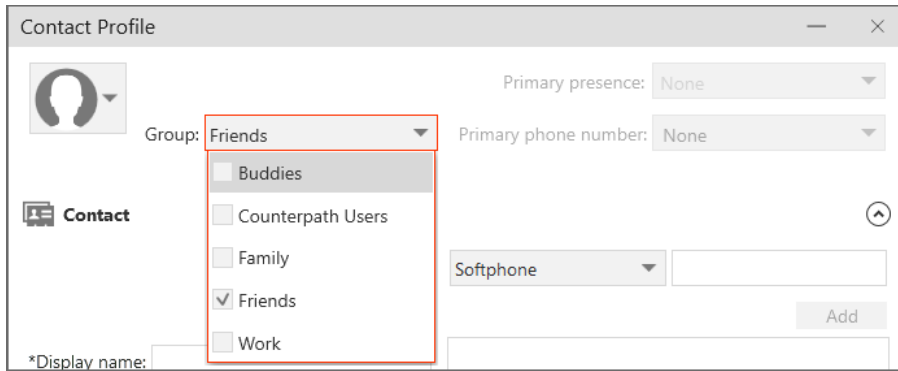 Contact Profile
Primary presence: None
Group: Friends
Primary phone number: None
Buddies
Counterpath Users
Family
Friends
Work
Contact
Softphone
Add
*Display name: